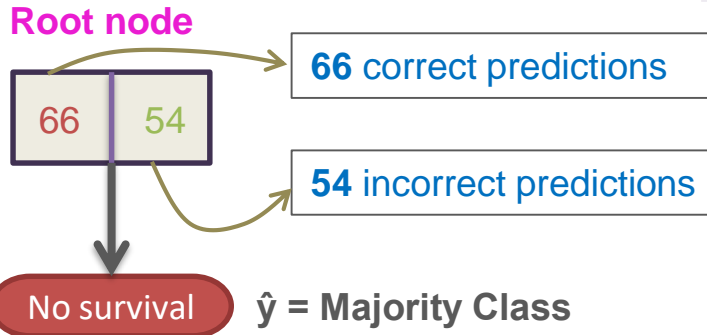 Root node
66 correct predictions
66 54
54 incorrect predictions
No survival ŷ = Majority Class